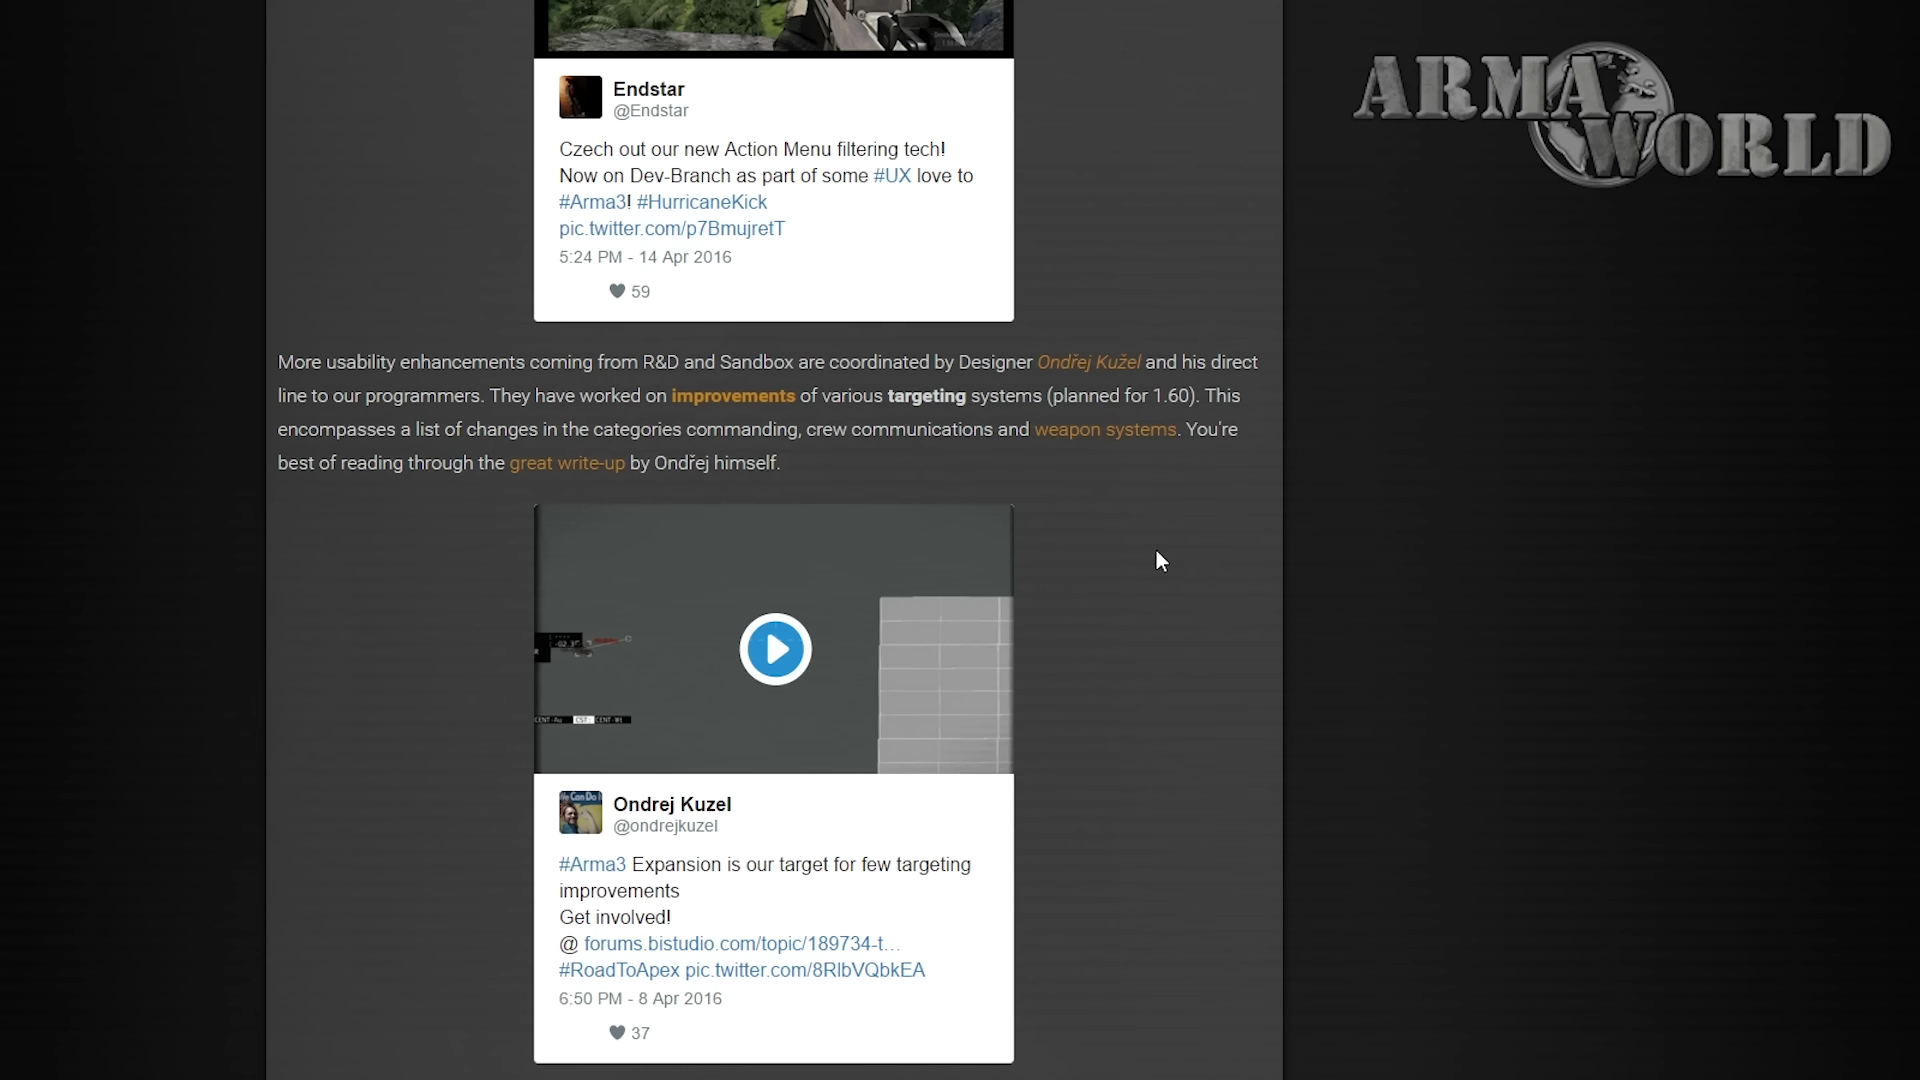 ARMA
WORLD
Endstar
@Endstar
Czech out our new Action Menu filtering tech!
Now on Dev-Branch as part of some #UX love to
#Arma3! #HurricaneKick
pic.twitter.com/p7BmujretT
5:24 PM - 14 Apr 2016
59
More usability enhancements coming from R&D and Sandbox are coordinated by Designer Ondřej Kužel and his direct
line to our programmers. They have worked on improvements of various targeting systems (planned for 1.60). This
encompasses a list of changes in the categories commanding, crew communications and weapon systems. You're
best of reading through the great write-up by Ondřej himself.
We Can Do It
Ondrej Kuzel
@ondrejkuzel
#Arma3 Expansion is our target for few targeting
improvements
Get involved!
@ forums.bistudio.com/topic/189734-t…
#RoadToApex pic.twitter.com/8RlbVQbkEA
6:50 PM - 8 Apr 2016
37